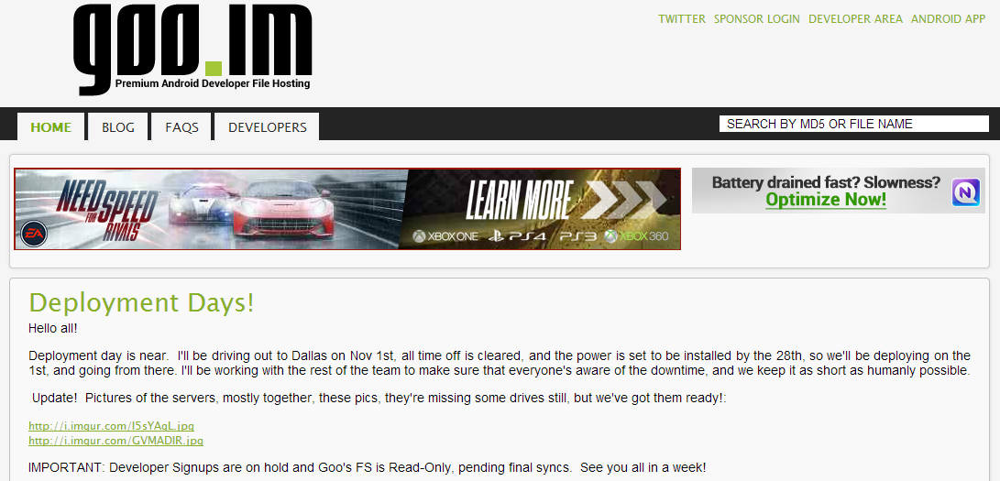 goo.im
Premium Android Developer File Hosting
TWITTER SPONSOR LOGIN DEVELOPER AREA ANDROID APP
HOME BLOG FAQS DEVELOPERS
SEARCH BY MD5 OR FILE NAME
NEED FOR SPEED
RIVALS
EA
LEARN MORE
XBOX ONE PS4 PS3 XBOX 360
Battery drained fast? Slowness?
Optimize Now!
N
Deployment Days!
Hello all!
Deployment day is near. I'll be driving out to Dallas on Nov 1st, all time off is cleared, and the power is set to be installed by the 28th, so we'll be deploying on the
1st, and going from there. I'll be working with the rest of the team to make sure that everyone's aware of the downtime, and we keep it as short as humanly possible.
Update! Pictures of the servers, mostly together, these pics, they're missing some drives still, but we've got them ready!:
http://i.imgur.com/I5sYAqL.jpg
http://i.imgur.com/GVMADIR.jpg
IMPORTANT: Developer Signups are on hold and Goo's FS is Read-Only, pending final syncs. See you all in a week!